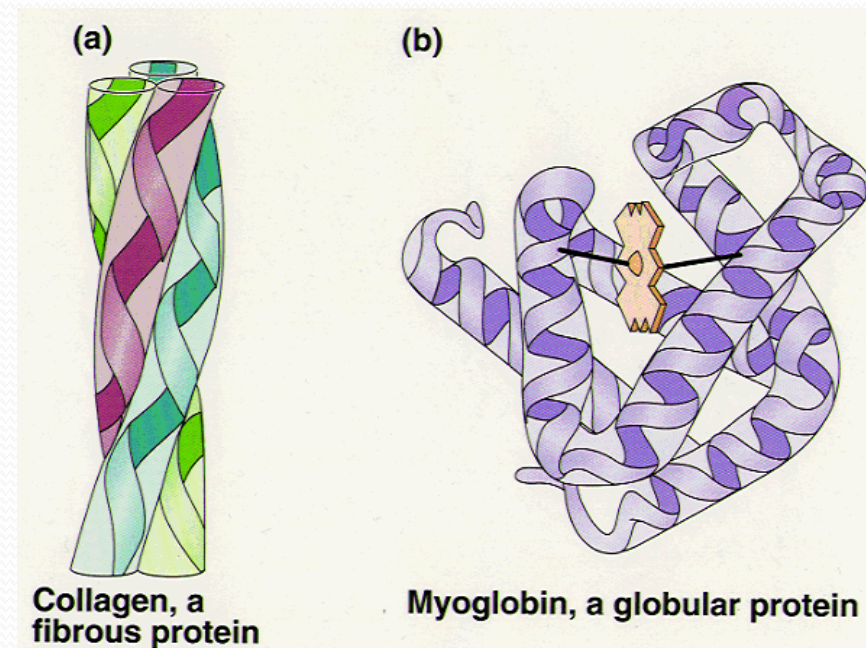 (a)
(b)
Collagen, a
fibrous protein
Myoglobin, a globular protein